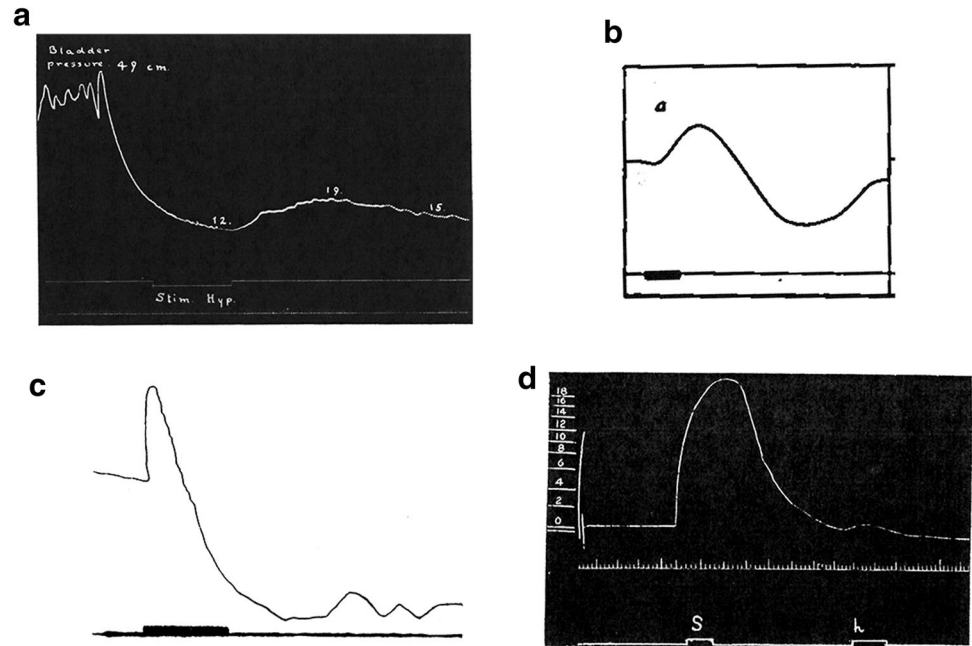 a
Bladder
pressure. 49 cm.
12.
19.
15.
Stim. Hyp.
b
a
c
d
18
16
14
12
10
8
6
4
2
0
S
h